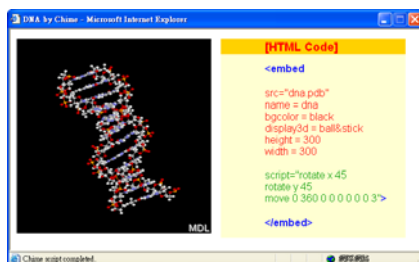 DNA by Chime - Microsoft Internet Explorer
[HTML Code]
<embed
src="dna.pdb"
name = dna
bgcolor = black
display3d = ball&stick
height = 300
width = 300
script="rotate x 45
rotate y 45
move 0 360 0 0 0 0 0 0 3">
</embed>
MDL
Chime script completed.